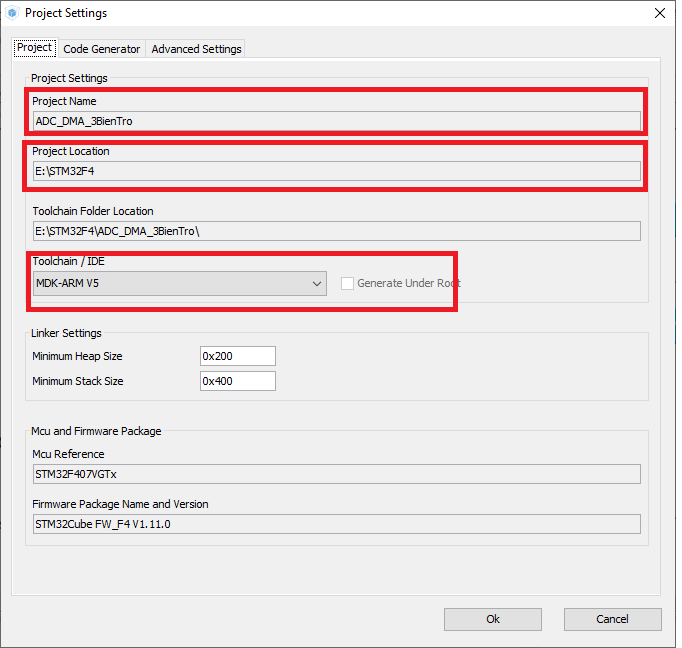 Project Settings
Project
Code Generator
Advanced Settings
Project Settings
Project Name
ADC_DMA_3BienTro
Project Location
E:\STM32F4
Toolchain Folder Location
E:\STM32F4\ADC_DMA_3BienTro\
Toolchain / IDE
MDK-ARM V5
Generate Under Root
Linker Settings
Minimum Heap Size
0x200
Minimum Stack Size
0x400
Mcu and Firmware Package
Mcu Reference
STM32F407VGTx
Firmware Package Name and Version
STM32Cube FW_F4 V1.11.0
Ok
Cancel